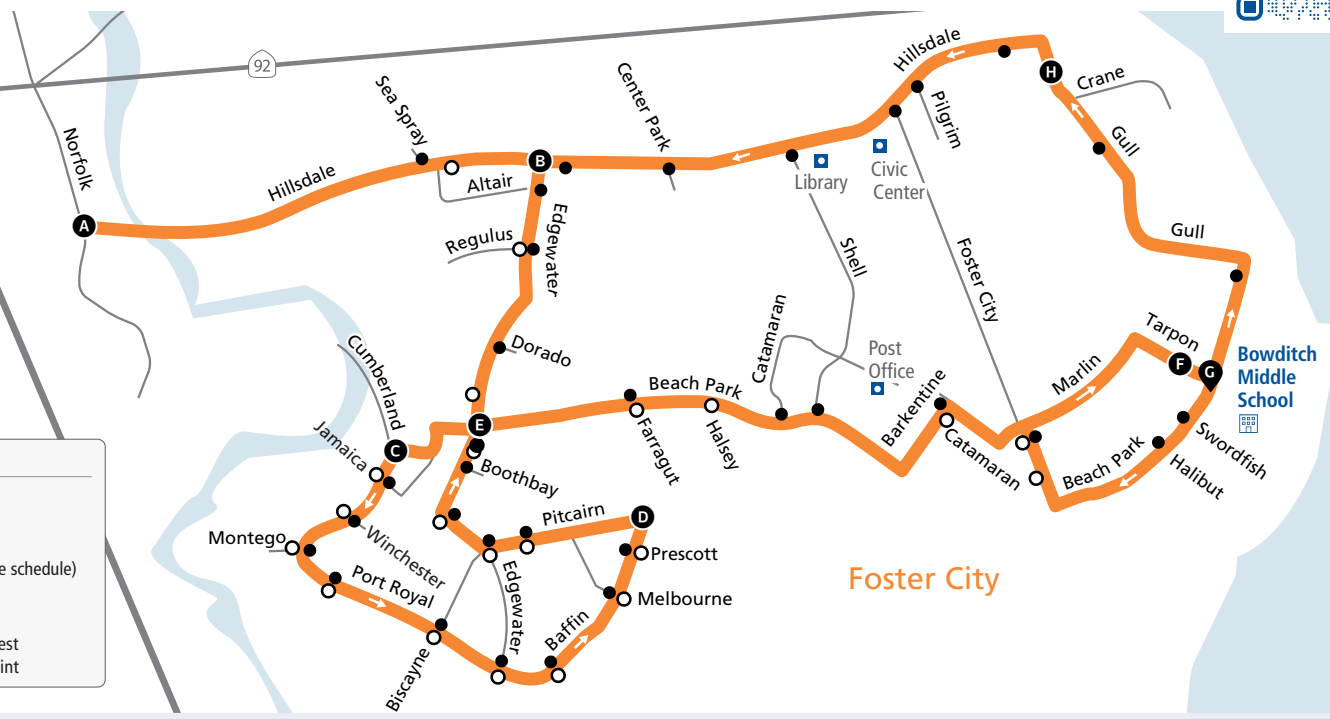 92
Hillsdale
Crane
Sea Spray
Center Park
Pilgrim
Gull
H
Norfolk
B
Altair
Library
Civic
Center
Hillsdale
A
Regulus
Edgewater
Shell
Foster City
Gull
Cumberland
Dorado
Catamaran
Post
Office
Tarpon
F
G
Bowditch
Middle
School
Marlin
Beach Park
Barkentine
E
Jamaica
C
Farragut
Halsey
Catamaran
Beach Park
Swordfish
Halibut
Boothbay
Pitcairn
D
Montego
Winchester
Prescott
Edgewater
e schedule)
Port Royal
Melbourne
Foster City
Baffin
Biscayne
est
int